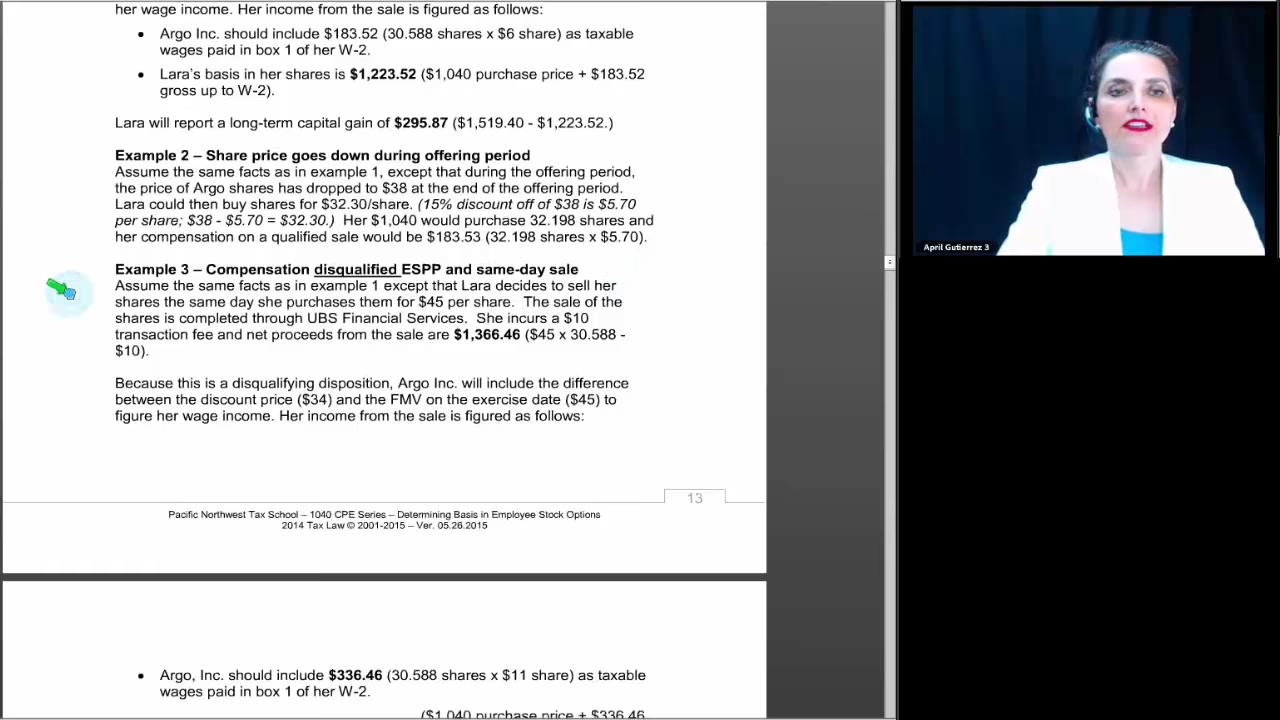 her wage income. Her income from the sale is figured as follows:
• Argo Inc. should include $183.52 (30.588 shares x $6 share) as taxable
wages paid in box 1 of her W-2.
• Lara's basis in her shares is $1,223.52 ($1,040 purchase price + $183.52
gross up to W-2).
Lara will report a long-term capital gain of $295.87 ($1,519.40 - $1,223.52.)
Example 2 – Share price goes down during offering period
Assume the same facts as in example 1, except that during the offering period,
the price of Argo shares has dropped to $38 at the end of the offering period.
Lara could then buy shares for $32.30/share. (15% discount off of $38 is $5.70
per share; $38 - $5.70 = $32.30.) Her $1,040 would purchase 32.198 shares and
her compensation on a qualified sale would be $183.53 (32.198 shares x $5.70).
Example 3 – Compensation disqualified ESPP and same-day sale
Assume the same facts as in example 1 except that Lara decides to sell her
shares the same day she purchases them for $45 per share. The sale of the
shares is completed through UBS Financial Services. She incurs a $10
transaction fee and net proceeds from the sale are $1,366.46 ($45 x 30.588 -
$10).
Because this is a disqualifying disposition, Argo Inc. will include the difference
between the discount price ($34) and the FMV on the exercise date ($45) to
figure her wage income. Her income from the sale is figured as follows:
13
Pacific Northwest Tax School – 1040 CPE Series – Determining Basis in Employee Stock Options
2014 Tax Law © 2001-2015 – Ver. 05.26.2015
• Argo, Inc. should include $336.46 (30.588 shares x $11 share) as taxable
wages paid in box 1 of her W-2.
($1,040 purchase price + $336.46
April Gutierrez 3